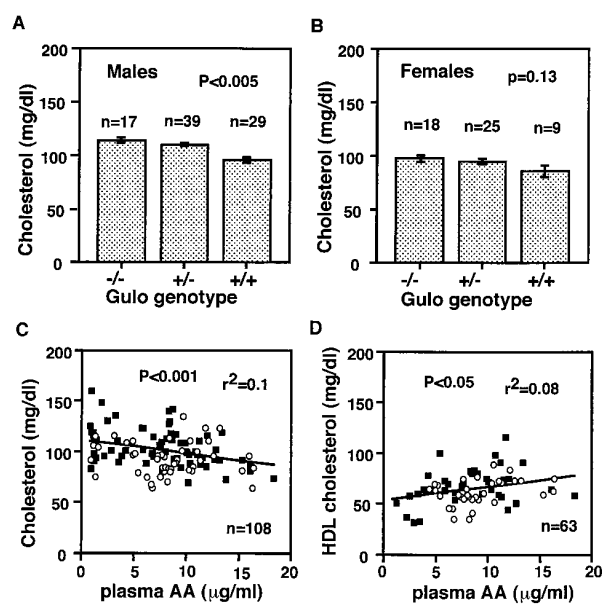 A
Cholesterol (mg/dl)
200
150
100
50
0
Males
P<0.005
n=17 n=39 n=29
-/- +/- +/+
Gulo genotype
B
Cholesterol (mg/dl)
200
150
100
50
0
Females
p=0.13
n=18 n=25 n=9
-/- +/- +/+
Gulo genotype
C
Cholesterol (mg/dl)
200
150
100
50
0
P<0.001 r²=0.1
n=108
0 5 10 15 20
plasma AA (μg/ml)
D
HDL cholesterol (mg/dl)
200
150
100
50
0
P<0.05 r²=0.08
n=63
0 5 10 15 20
plasma AA (μg/ml)